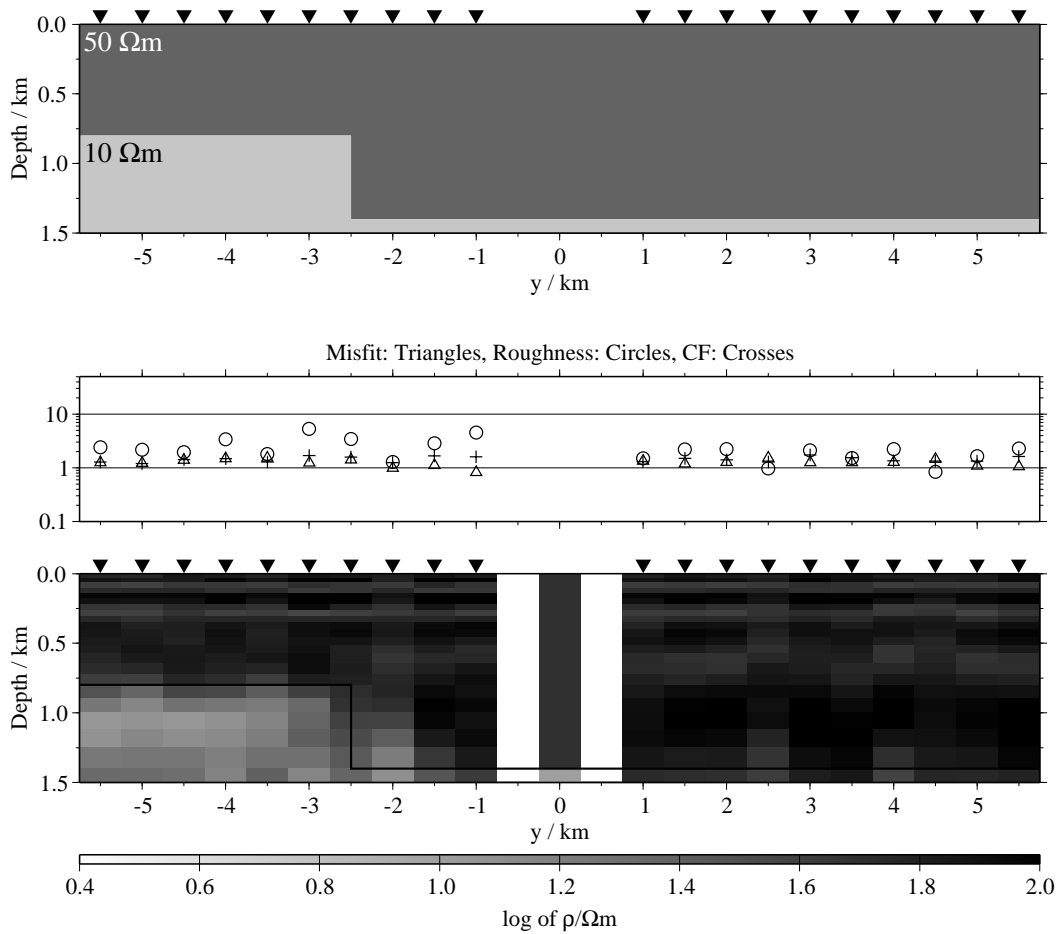 0.0
50 Ωm
0.5
Depth / km
1.0
10 Ωm
1.5
-5 -4 -3 -2 -1 0 1 2 3 4 5
y / km
Misfit: Triangles, Roughness: Circles, CF: Crosses
10
1
0.1
0.0
0.5
Depth / km
1.0
1.5
-5 -4 -3 -2 -1 0 1 2 3 4 5
y / km
0.4 0.6 0.8 1.0 1.2 1.4 1.6 1.8 2.0
log of ρ/Ωm